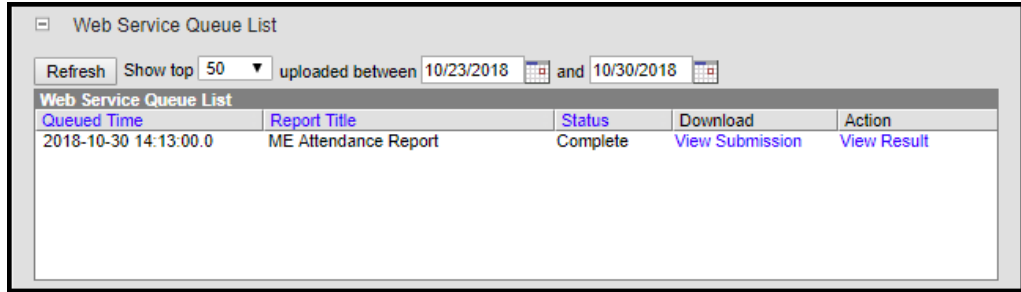 Web Service Queue List
Refresh Show top 50 uploaded between 10/23/2018 and 10/30/2018
Web Service Queue List
Queued Time Report Title Status Download Action
2018-10-30 14:13:00.0 ME Attendance Report Complete View Submission View Result